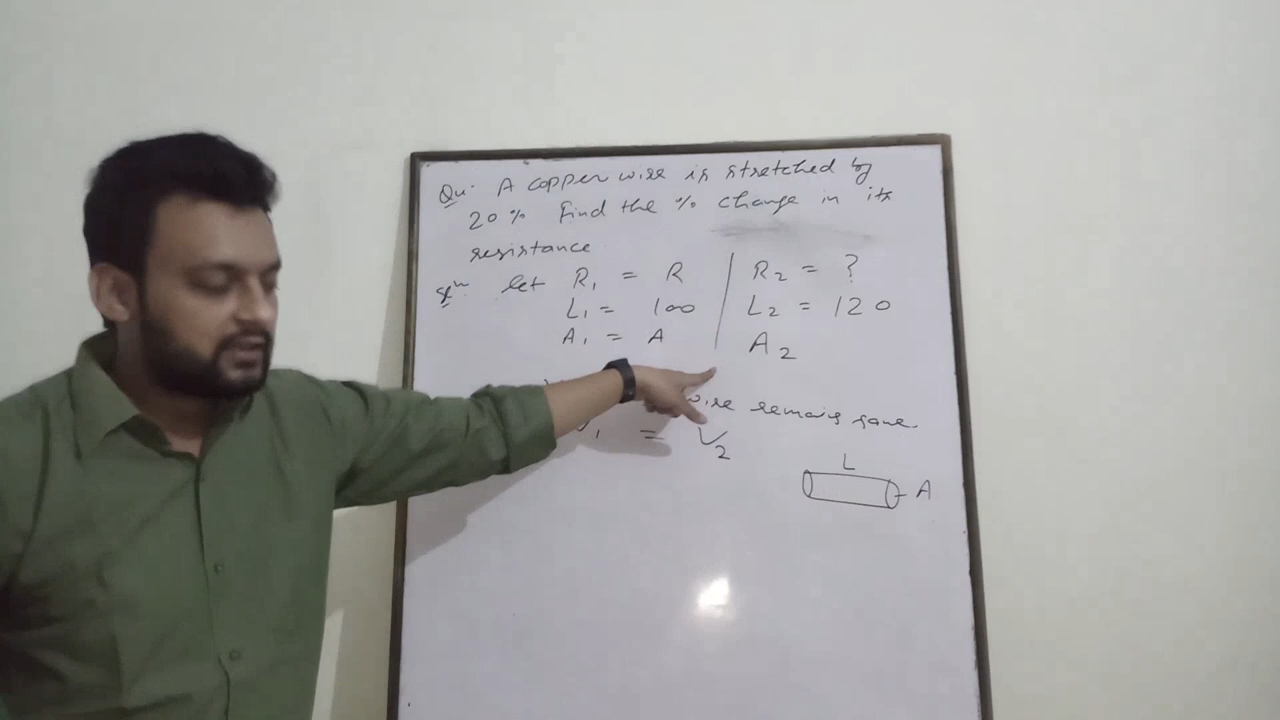 Qu. A copper wire is stretched by
20% Find the % change in its
resistance
Solⁿ. let R₁ = R R₂ = ?
L₁ = 100 L₂ = 120
A₁ = A A₂
wire remains same
V₁ = V₂
L
A